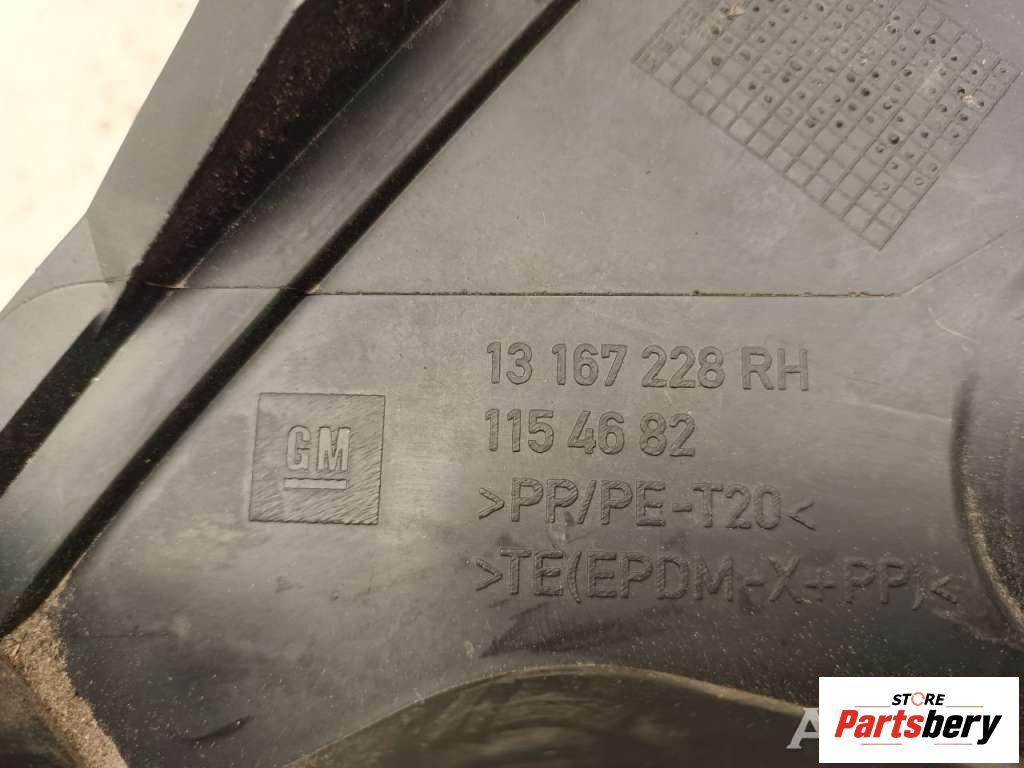 13 167 228 RH
115 46 82
GM
>PP/PE-T20<
>TE(EPDM-X+PP)<
STORE
Partsbery